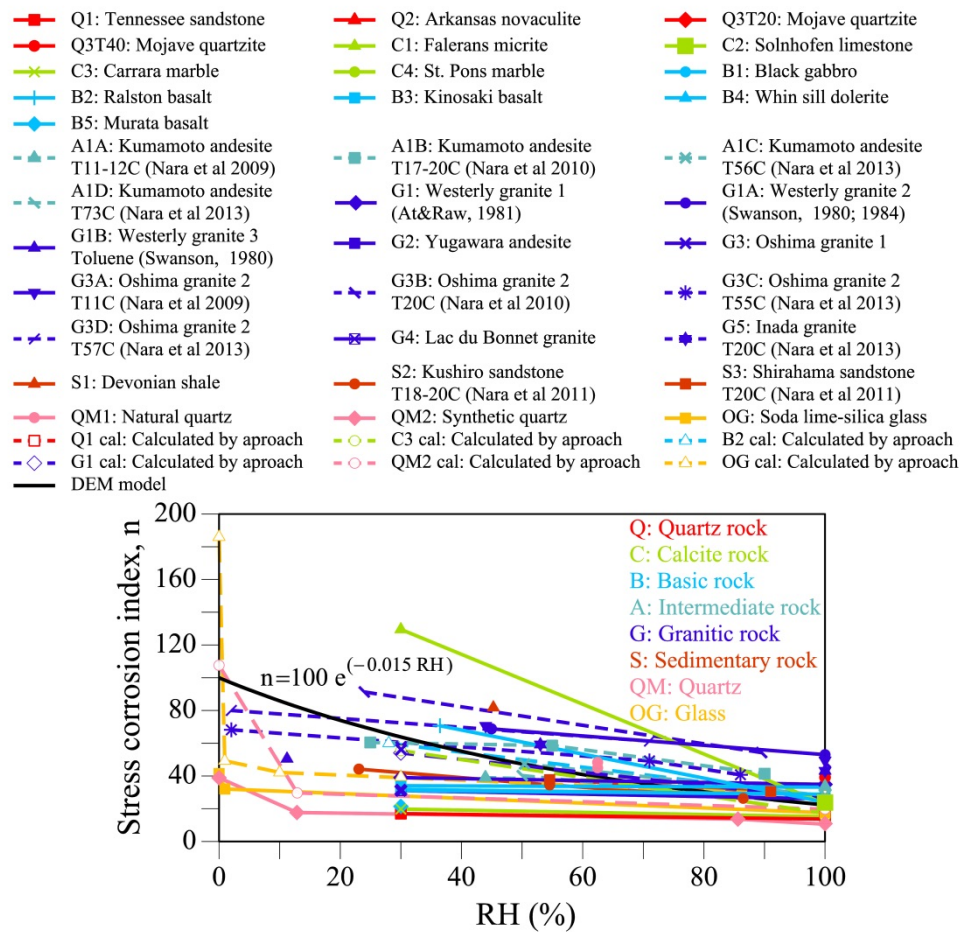 Q1: Tennessee sandstone
Q2: Arkansas novaculite
Q3T20: Mojave quartzite
Q3T40: Mojave quartzite
C1: Falerans micrite
C2: Solnhofen limestone
C3: Carrara marble
C4: St. Pons marble
B1: Black gabbro
B2: Ralston basalt
B3: Kinosaki basalt
B4: Whin sill dolerite
B5: Murata basalt
A1A: Kumamoto andesite
T11-12C (Nara et al 2009)
A1B: Kumamoto andesite
T17-20C (Nara et al 2010)
A1C: Kumamoto andesite
T56C (Nara et al 2013)
A1D: Kumamoto andesite
T73C (Nara et al 2013)
G1: Westerly granite 1
(At&Raw, 1981)
G1A: Westerly granite 2
(Swanson, 1980; 1984)
G1B: Westerly granite 3
Toluene (Swanson, 1980)
G2: Yugawara andesite
G3: Oshima granite 1
G3A: Oshima granite 2
T11C (Nara et al 2009)
G3B: Oshima granite 2
T20C (Nara et al 2010)
G3C: Oshima granite 2
T55C (Nara et al 2013)
G3D: Oshima granite 2
T57C (Nara et al 2013)
G4: Lac du Bonnet granite
G5: Inada granite
T20C (Nara et al 2013)
S1: Devonian shale
S2: Kushiro sandstone
T18-20C (Nara et al 2011)
S3: Shirahama sandstone
T20C (Nara et al 2011)
QM1: Natural quartz
QM2: Synthetic quartz
OG: Soda lime-silica glass
Q1 cal: Calculated by aproach
C3 cal: Calculated by aproach
B2 cal: Calculated by aproach
G1 cal: Calculated by aproach
QM2 cal: Calculated by aproach
OG cal: Calculated by aproach
DEM model
Stress corrosion index, n
200
160
120
80
40
0
Q: Quartz rock
C: Calcite rock
B: Basic rock
A: Intermediate rock
G: Granitic rock
S: Sedimentary rock
QM: Quartz
OG: Glass
n=100 e(−0.015 RH)
0 20 40 60 80 100
RH (%)